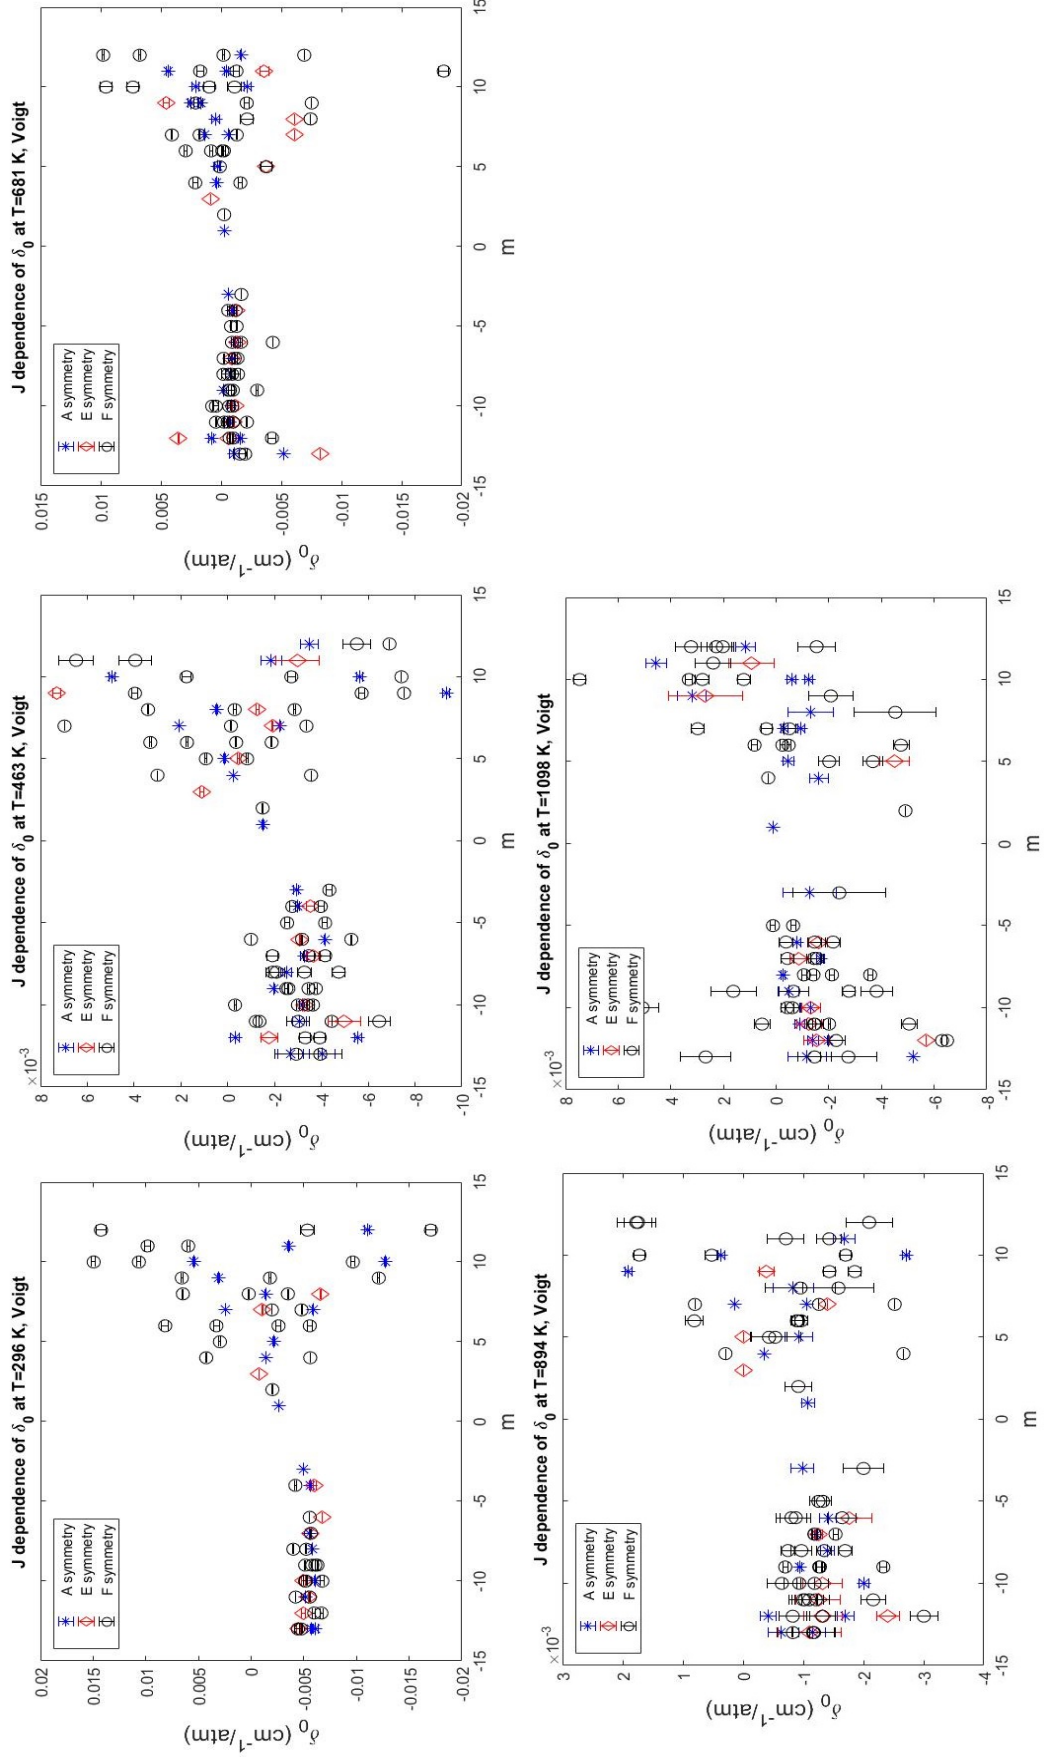 J dependence of δ0 at T=296 K, Voigt
A symmetry
E symmetry
F symmetry
0.02
0.015
0.01
0.005
0
-0.005
-0.01
-0.015
-0.02
δ0 (cm-1/atm)
-15
-10
-5
0
5
10
15
m
J dependence of δ0 at T=463 K, Voigt
×10-3
A symmetry
E symmetry
F symmetry
8
6
4
2
0
-2
-4
-6
-8
-10
δ0 (cm-1/atm)
-15
-10
-5
0
5
10
15
m
J dependence of δ0 at T=681 K, Voigt
A symmetry
E symmetry
F symmetry
0.015
0.01
0.005
0
-0.005
-0.01
-0.015
-0.02
δ0 (cm-1/atm)
-15
-10
-5
0
5
10
15
m
J dependence of δ0 at T=894 K, Voigt
×10-3
A symmetry
E symmetry
F symmetry
3
2
1
0
-1
-2
-3
-4
δ0 (cm-1/atm)
-15
-10
-5
0
5
10
15
m
J dependence of δ0 at T=1098 K, Voigt
×10-3
A symmetry
E symmetry
F symmetry
8
6
4
2
0
-2
-4
-6
-8
δ0 (cm-1/atm)
-15
-10
-5
0
5
10
15
m